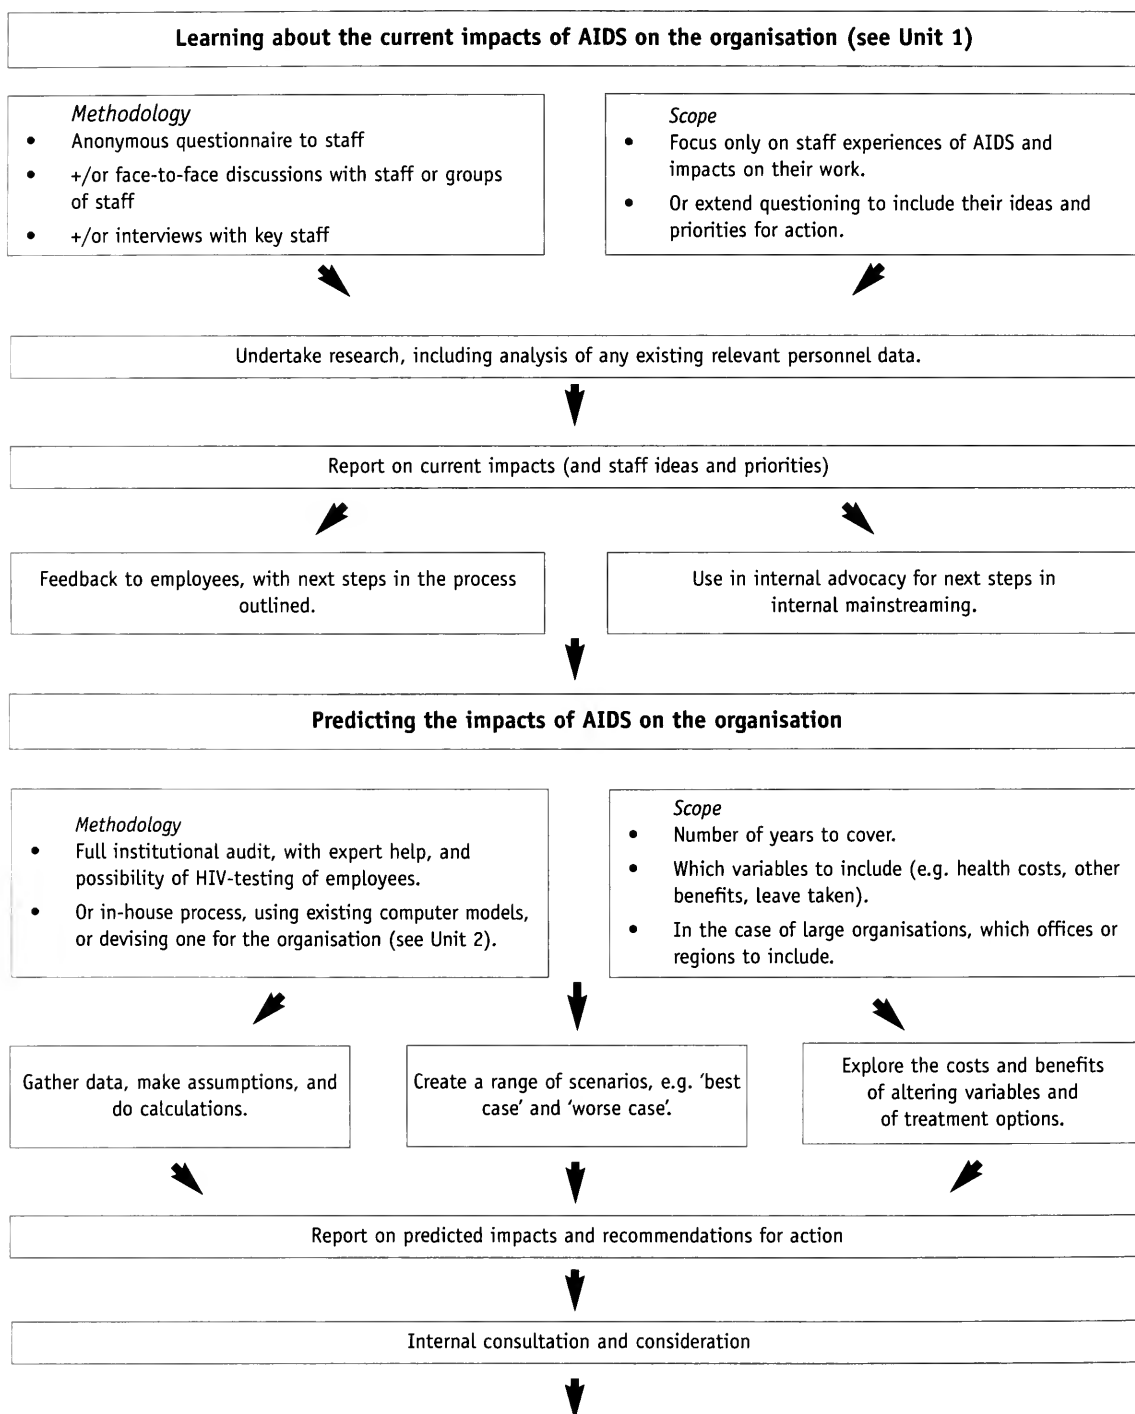 Learning about the current impacts of AIDS on the organisation (see Unit 1)
Methodology
• Anonymous questionnaire to staff
• +/or face-to-face discussions with staff or groups
of staff
• +/or interviews with key staff
Scope
• Focus only on staff experiences of AIDS and
impacts on their work.
• Or extend questioning to include their ideas and
priorities for action.
Undertake research, including analysis of any existing relevant personnel data.
Report on current impacts (and staff ideas and priorities)
Feedback to employees, with next steps in the process
outlined.
Use in internal advocacy for next steps in
internal mainstreaming.
Predicting the impacts of AIDS on the organisation
Methodology
• Full institutional audit, with expert help, and
possibility of HIV-testing of employees.
• Or in-house process, using existing computer models,
or devising one for the organisation (see Unit 2).
Scope
• Number of years to cover.
• Which variables to include (e.g. health costs, other
benefits, leave taken).
• In the case of large organisations, which offices or
regions to include.
Gather data, make assumptions, and
do calculations.
Create a range of scenarios, e.g. 'best
case' and 'worse case'.
Explore the costs and benefits
of altering variables and
of treatment options.
Report on predicted impacts and recommendations for action
Internal consultation and consideration